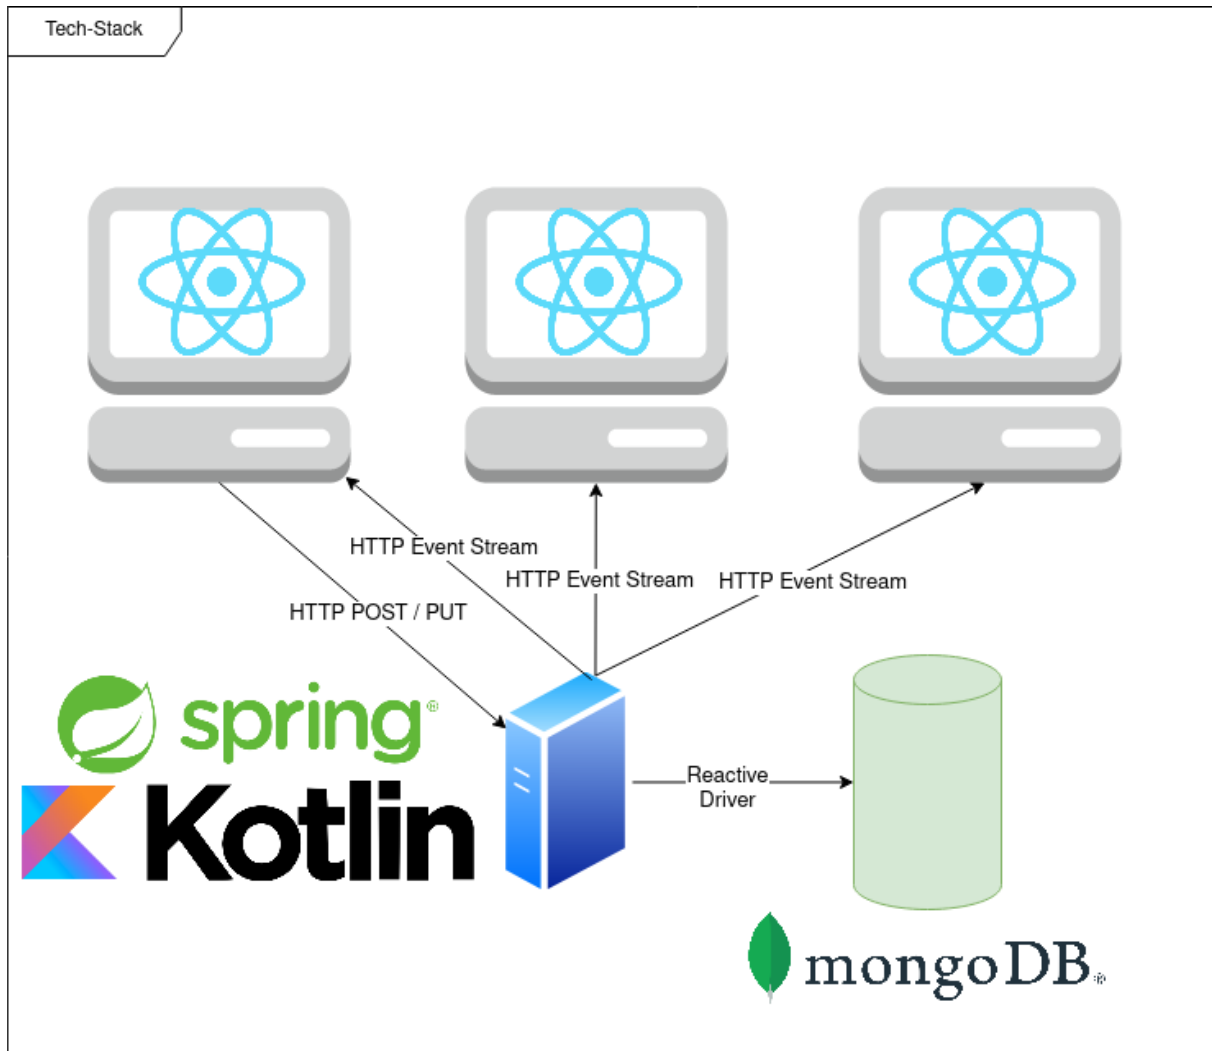 Tech-Stack
HTTP Event Stream
HTTP Event Stream
HTTP Event Stream
HTTP POST / PUT
spring®
Kotlin
Reactive
Driver
mongoDB®